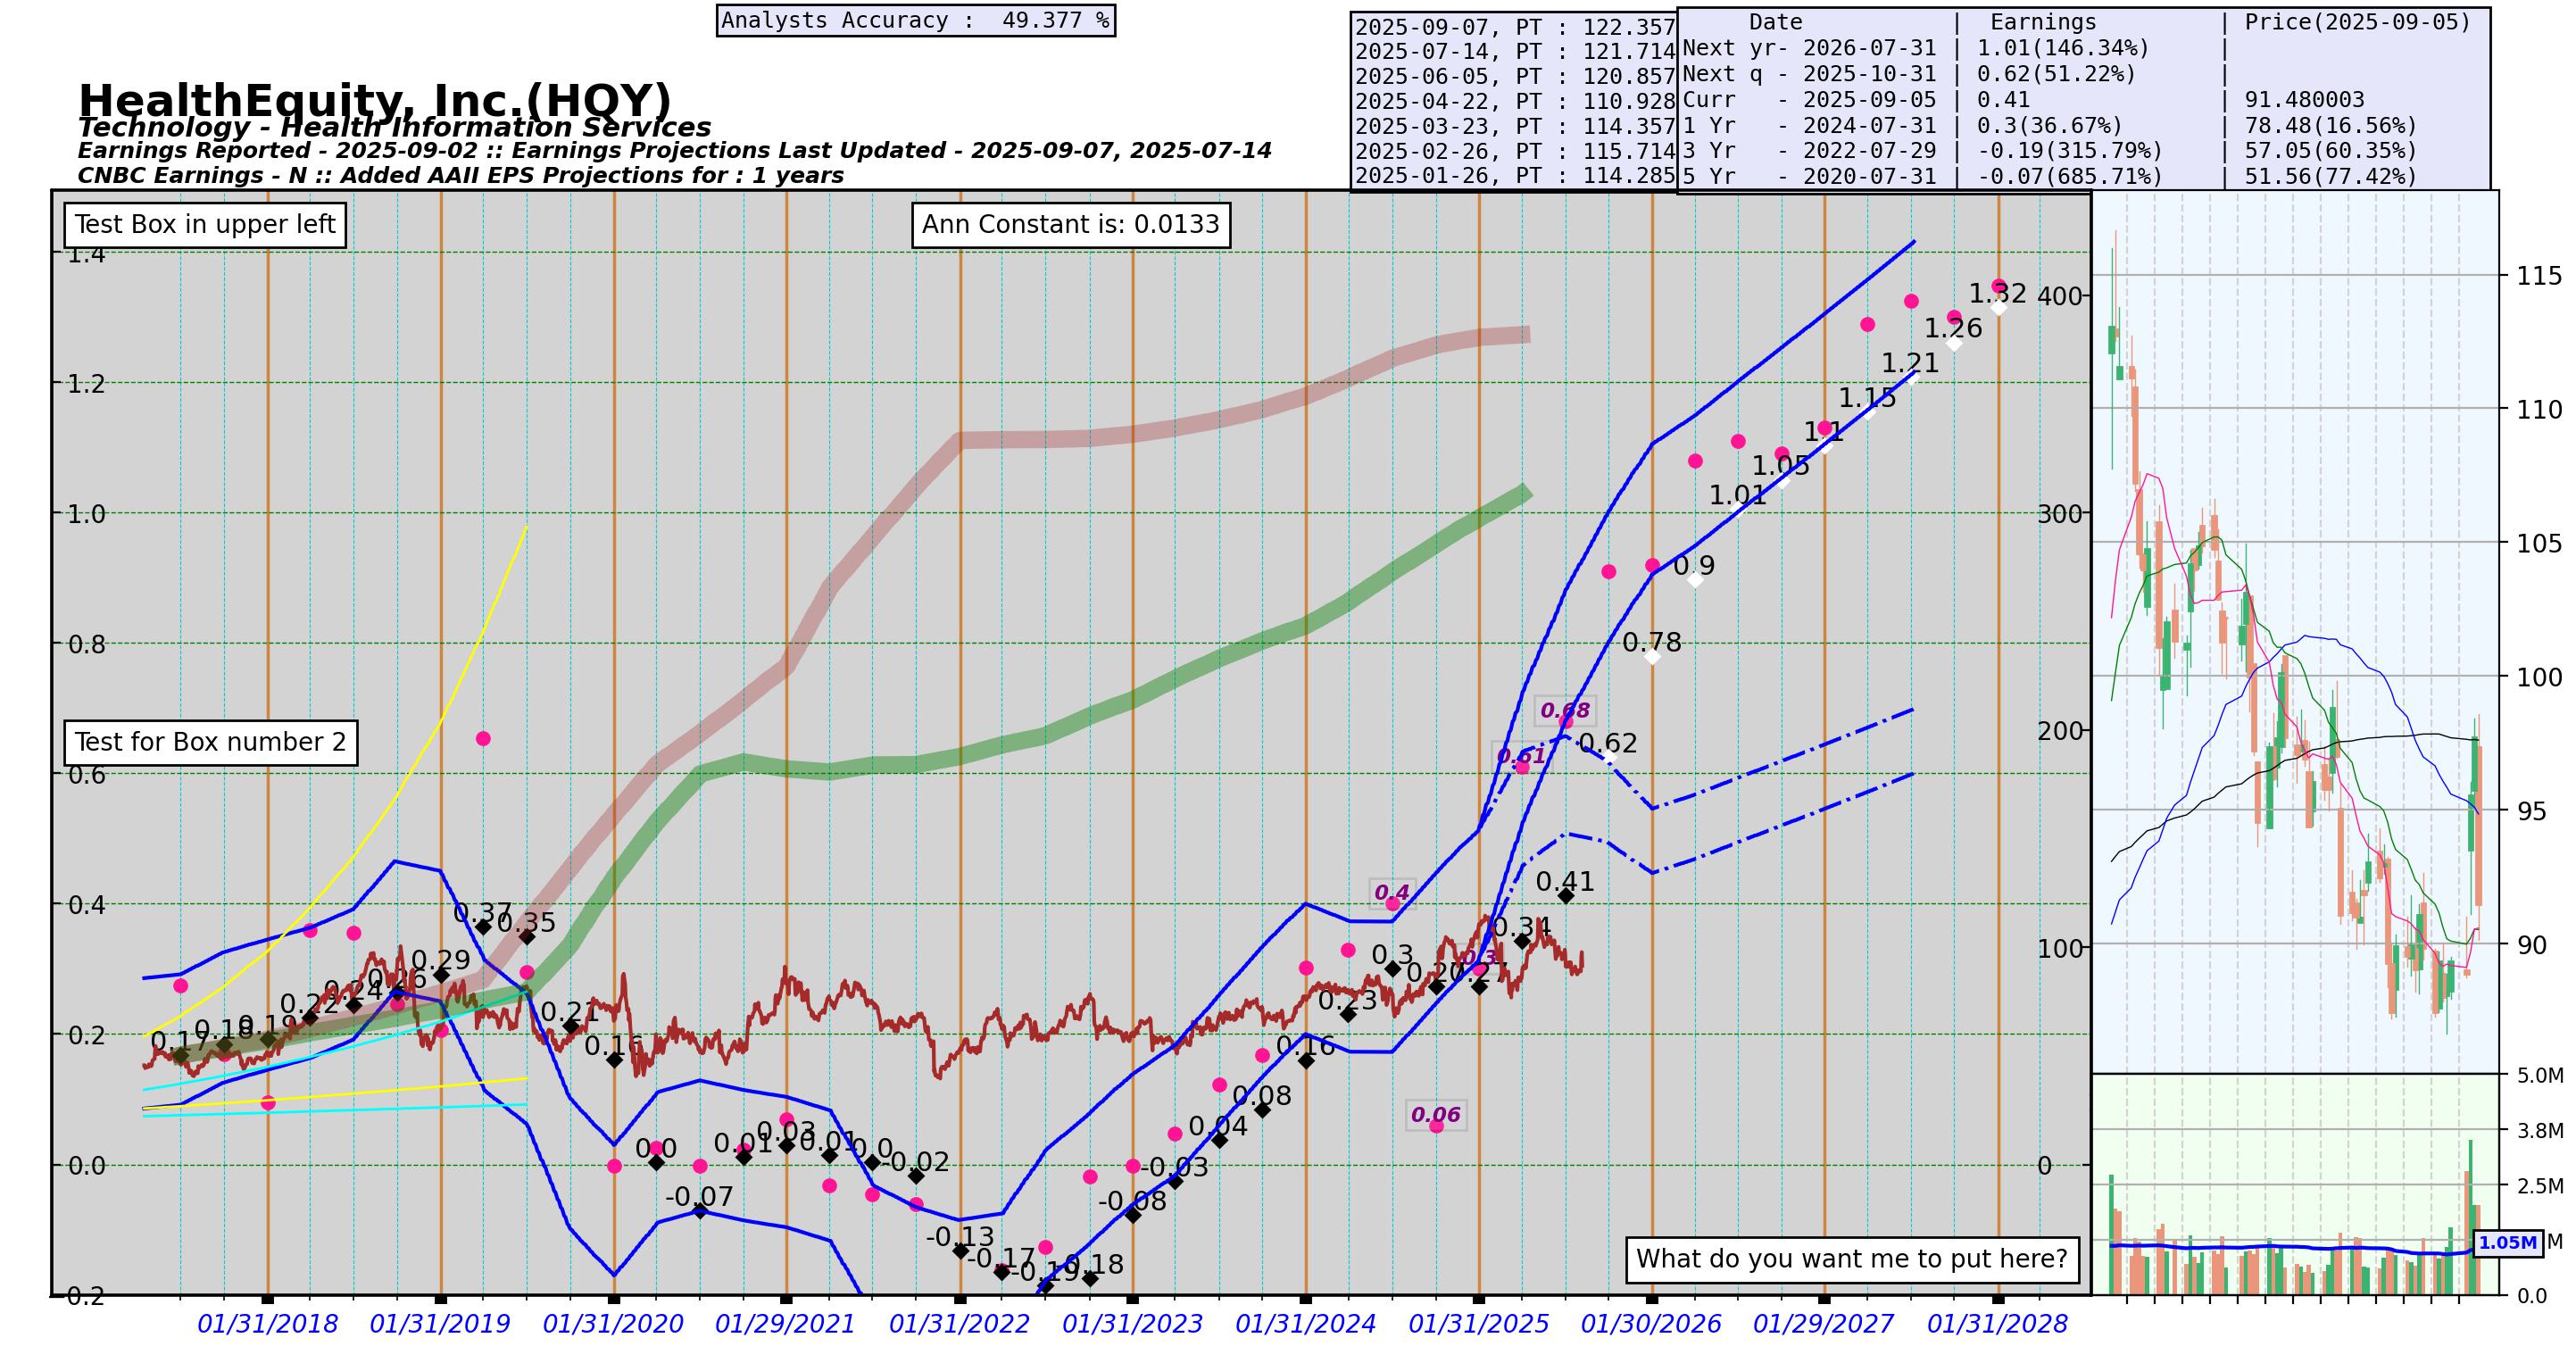 Analysts Accuracy :  49.377 %
2025-09-07, PT : 122.357
2025-07-14, PT : 121.714
2025-06-05, PT : 120.857
2025-04-22, PT : 110.928
2025-03-23, PT : 114.357
2025-02-26, PT : 115.714
2025-01-26, PT : 114.285
Date | Earnings | Price(2025-09-05)
Next yr- 2026-07-31 | 1.01(146.34%) |
Next q - 2025-10-31 | 0.62(51.22%) |
Curr - 2025-09-05 | 0.41 | 91.480003
1 Yr - 2024-07-31 | 0.3(36.67%) | 78.48(16.56%)
3 Yr - 2022-07-29 | -0.19(315.79%) | 57.05(60.35%)
5 Yr - 2020-07-31 | -0.07(685.71%) | 51.56(77.42%)
HealthEquity, Inc.(HQY)
Technology - Health Information Services
Earnings Reported - 2025-09-02 :: Earnings Projections Last Updated - 2025-09-07, 2025-07-14
CNBC Earnings - N :: Added AAII EPS Projections for : 1 years
Test Box in upper left
Ann Constant is: 0.0133
Test for Box number 2
What do you want me to put here?
1.4
1.2
1.0
0.8
0.6
0.4
0.2
0.0
0.17
0.18
0.19
0.22
0.24
0.26
0.29
0.37
0.35
0.21
0.16
0.0
-0.07
0.01
0.03
0.01
0.0
-0.02
-0.13
-0.17
-0.19
-0.18
-0.08
-0.03
0.04
0.08
0.16
0.23
0.3
0.27
0.34
0.41
0.62
0.78
0.9
1.01
1.05
1.1
1.15
1.21
1.26
1.32
0.4
0.06
0.61
0.68
400
300
200
100
0
115
110
105
100
95
90
5.0M
3.8M
2.5M
1.05M
M
0.0
01/31/2018
01/31/2019
01/31/2020
01/29/2021
01/31/2022
01/31/2023
01/31/2024
01/31/2025
01/30/2026
01/29/2027
01/31/2028